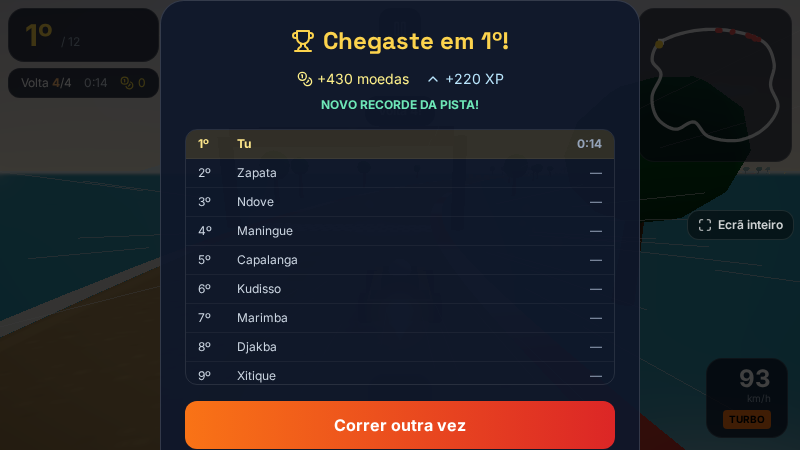 1º / 12
Volta 4/4 0:14 0
Chegaste em 1º!
+430 moedas +220 XP
NOVO RECORDE DA PISTA!
1º Tu 0:14
2º Zapata —
3º Ndove —
4º Maningue —
5º Capalanga —
6º Kudisso —
7º Marimba —
8º Djakba —
9º Xitique —
Correr outra vez
Ecrã inteiro
93
km/h
TURBO